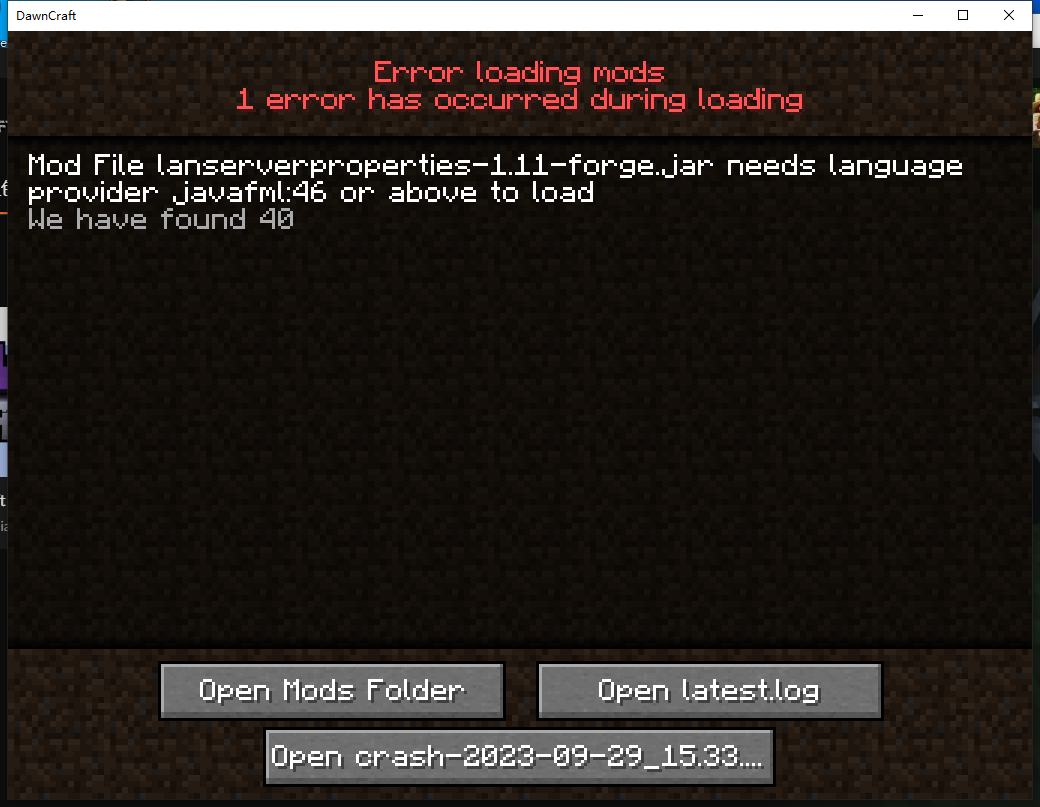 DawnCraft
Error loading mods
1 error has occurred during loading
Mod File lanserverproperties-1.11-forge.jar needs language
provider javafml:46 or above to load
We have found 40
Open Mods Folder
Open latest.log
Open crash-2023-09-29_15.33....